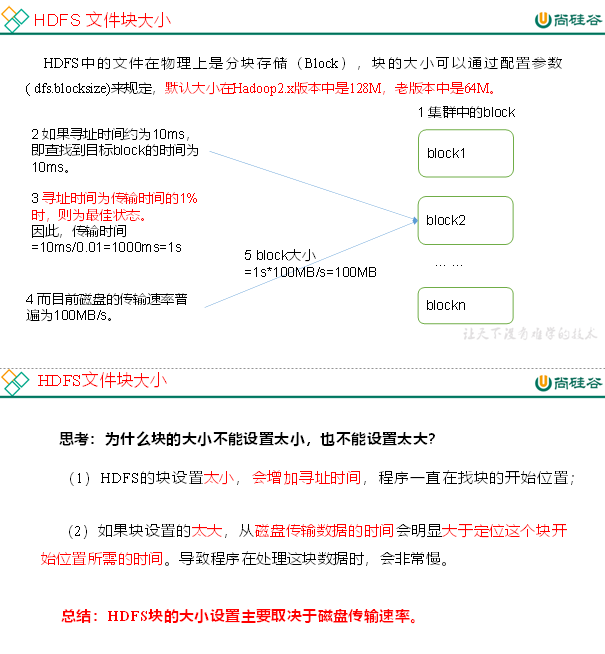 HDFS 文件块大小
尚硅谷
HDFS中的文件在物理上是分块存储（Block），块的大小可以通过配置参数
( dfs.blocksize)来规定，默认大小在Hadoop2.x版本中是128M，老版本中是64M。
1 集群中的block
2 如果寻址时间约为10ms，
即查找到目标block的时间为
10ms。
block1
3 寻址时间为传输时间的1%
时，则为最佳状态。
因此，传输时间
=10ms/0.01=1000ms=1s
block2
5 block大小
=1s*100MB/s=100MB
... ...
4 而目前磁盘的传输速率普
遍为100MB/s。
blockn
让天下没有难学的技术
HDFS文件块大小
尚硅谷
思考：为什么块的大小不能设置太小，也不能设置太大？
（1）HDFS的块设置太小，会增加寻址时间，程序一直在找块的开始位置；
（2）如果块设置的太大，从磁盘传输数据的时间会明显大于定位这个块开
始位置所需的时间。导致程序在处理这块数据时，会非常慢。
总结：HDFS块的大小设置主要取决于磁盘传输速率。